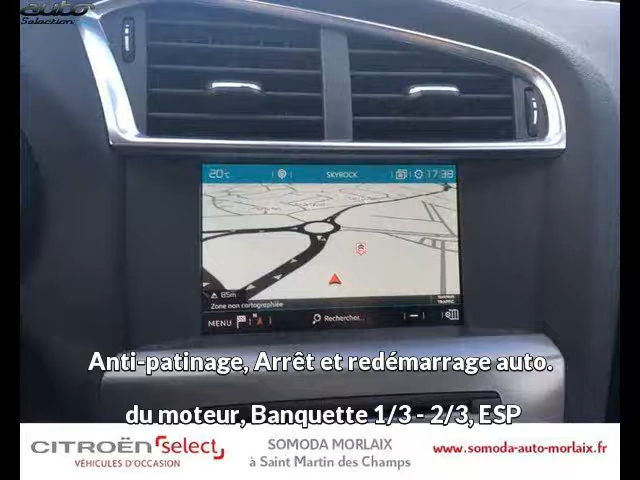 auto
Selection
20°c
SKYROCK
17:38
85m
Zone non cartographiée
TRAFFIC
MENU
Rechercher...
Anti-patinage, Arrêt et redémarrage auto.
du moteur, Banquette 1/3 - 2/3, ESP
CITROËN Select
VÉHICULES D'OCCASION
SOMODA MORLAIX
à Saint Martin des Champs
www.somoda-auto-morlaix.fr